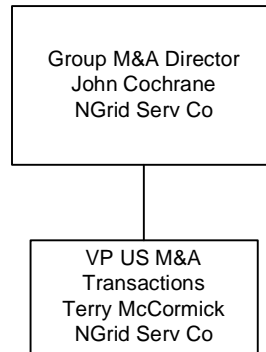 Group M&A Director
John Cochrane
NGrid Serv Co
VP US M&A
Transactions
Terry McCormick
NGrid Serv Co